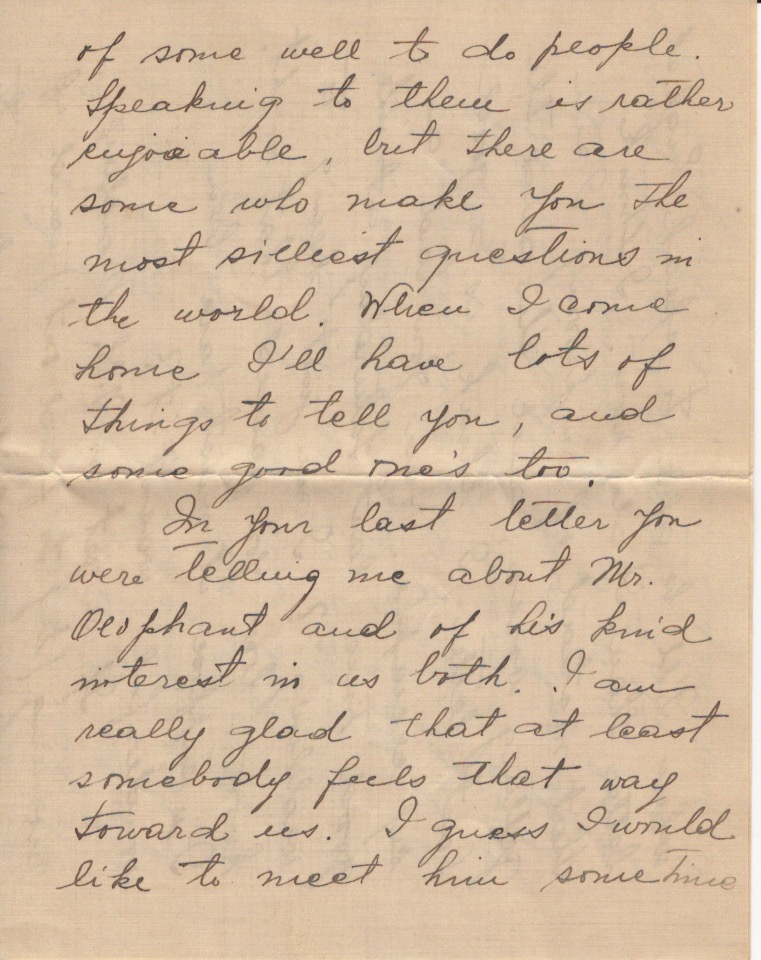 of some well to do people.
Speaking to them is rather
enjoiable, but there are
some who make you the
most silliest questions in
the world. When I come
home I'll have lots of
things to tell you, and
some good one's too.
In your last letter you
were telling me about Mr.
and of his kind
interest in us both. I am
really glad that at least
somebody feels that way
toward us. I guess I would
like to meet him sometime